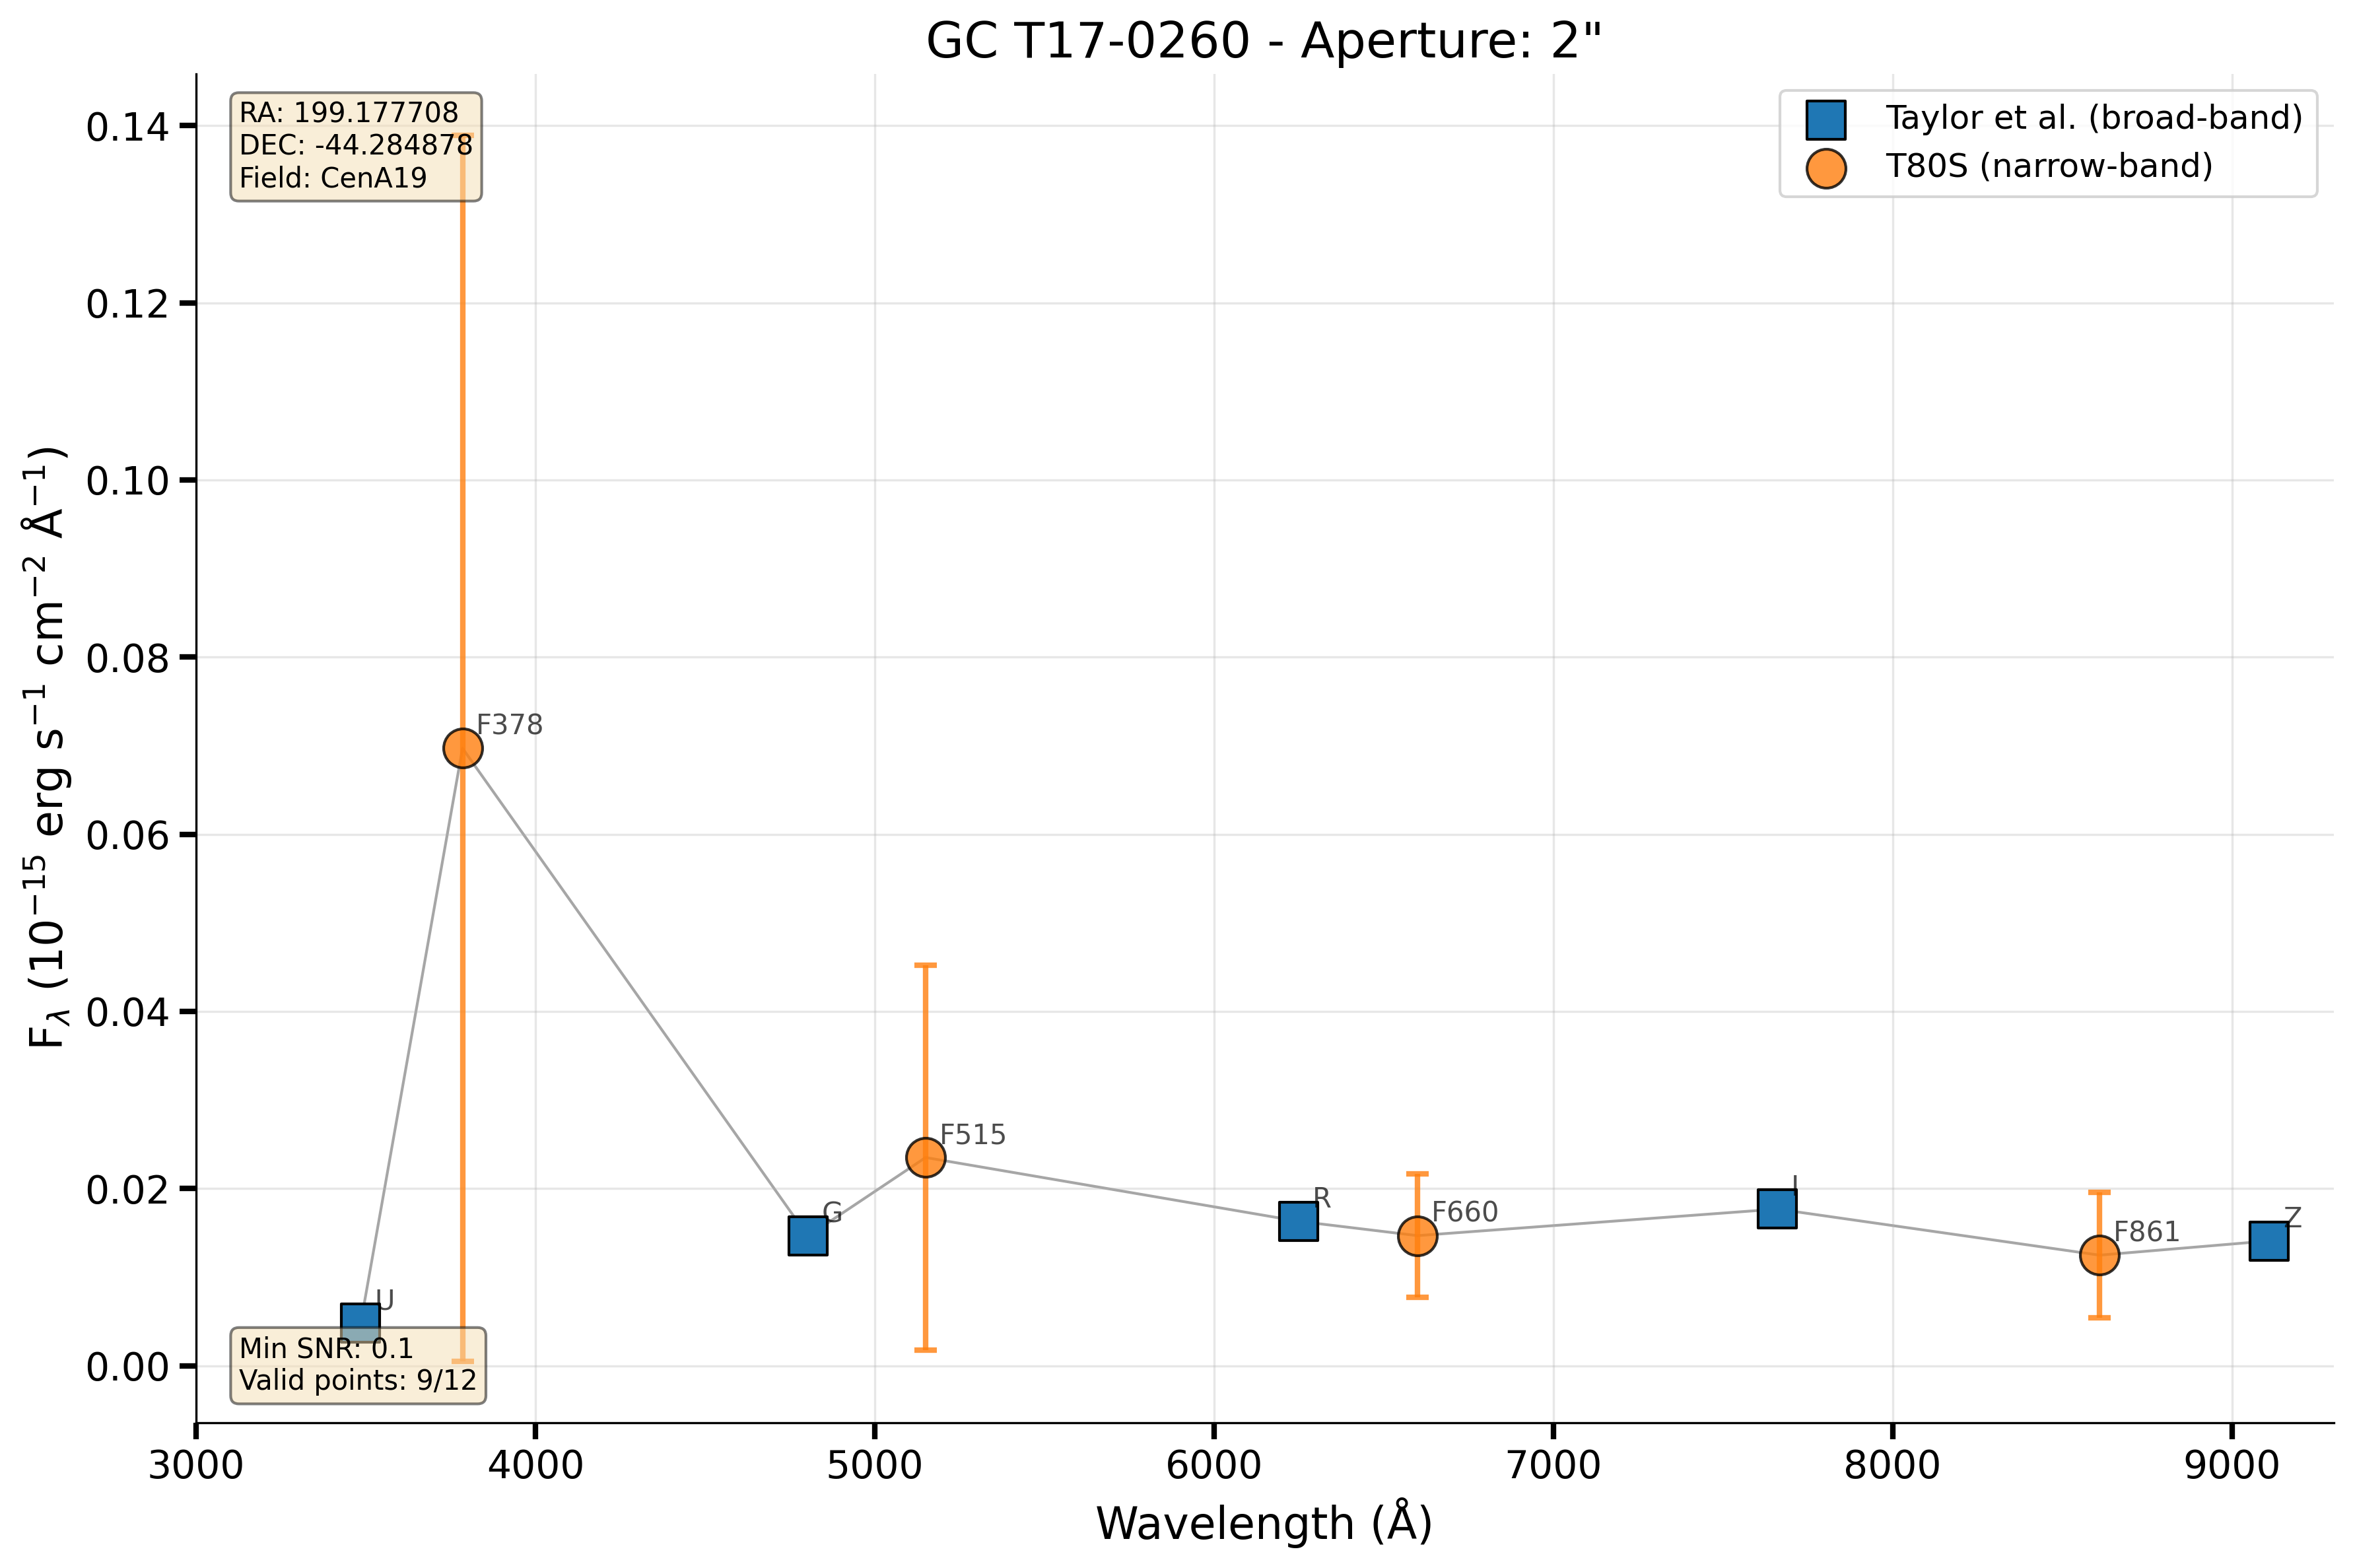 GC T17-0260 - Aperture: 2"
RA: 199.177708
DEC: -44.284878
Field: CenA19
Taylor et al. (broad-band)
T80S (narrow-band)
0.14
0.12
0.10
0.08
0.06
0.04
0.02
0.00
F$_λ$ (10$^{−15}$ erg s$^{−1}$ cm$^{−2}$ Å$^{−1}$)
F378
F515
U
G
R
F660
I
F861
Z
Min SNR: 0.1
Valid points: 9/12
3000 4000 5000 6000 7000 8000 9000
Wavelength (Å)